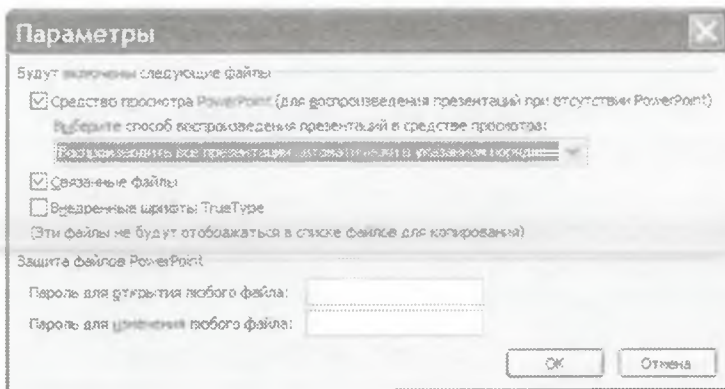 Параметры
Будут включены следующие файлы
Средство просмотра PowerPoint (для воспроизведения презентаций при отсутствии PowerPoint)
Выберите способ воспроизведения презентаций в средстве просмотра:
Воспроизводить все презентации автоматически в указанном порядке
Связанные файлы
Внедренные шрифты TrueType
(Эти файлы не будут отображаться в списке файлов для копирования)
Защита файлов PowerPoint
Пароль для открытия любого файла:
Пароль для изменения любого файла:
ОК Отмена